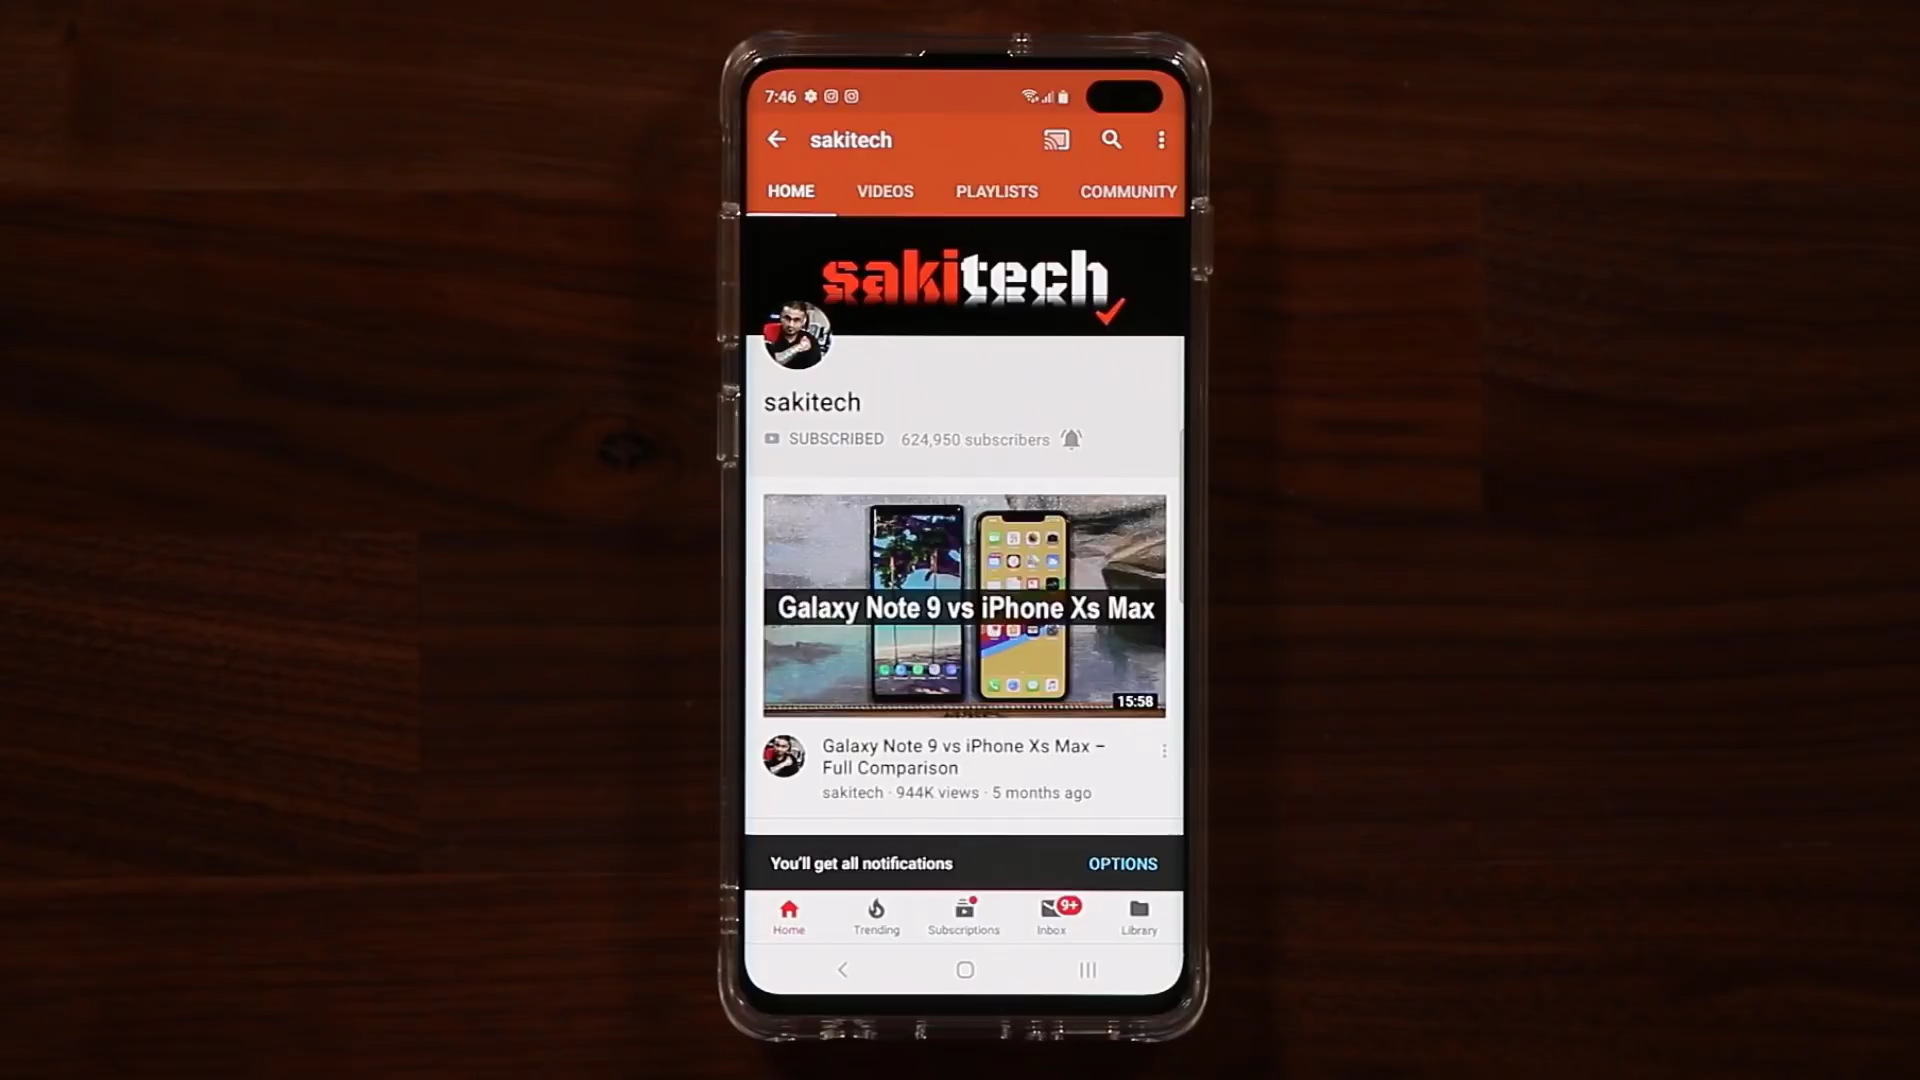 7:46
sakitech
HOME VIDEOS PLAYLISTS COMMUNITY
sakitech
sakitech
SUBSCRIBED 624,950 subscribers
Galaxy Note 9 vs iPhone Xs Max
15:58
Galaxy Note 9 vs iPhone Xs Max –
Full Comparison
sakitech · 944K views · 5 months ago
You'll get all notifications OPTIONS
9+
Home Trending Subscriptions Inbox Library